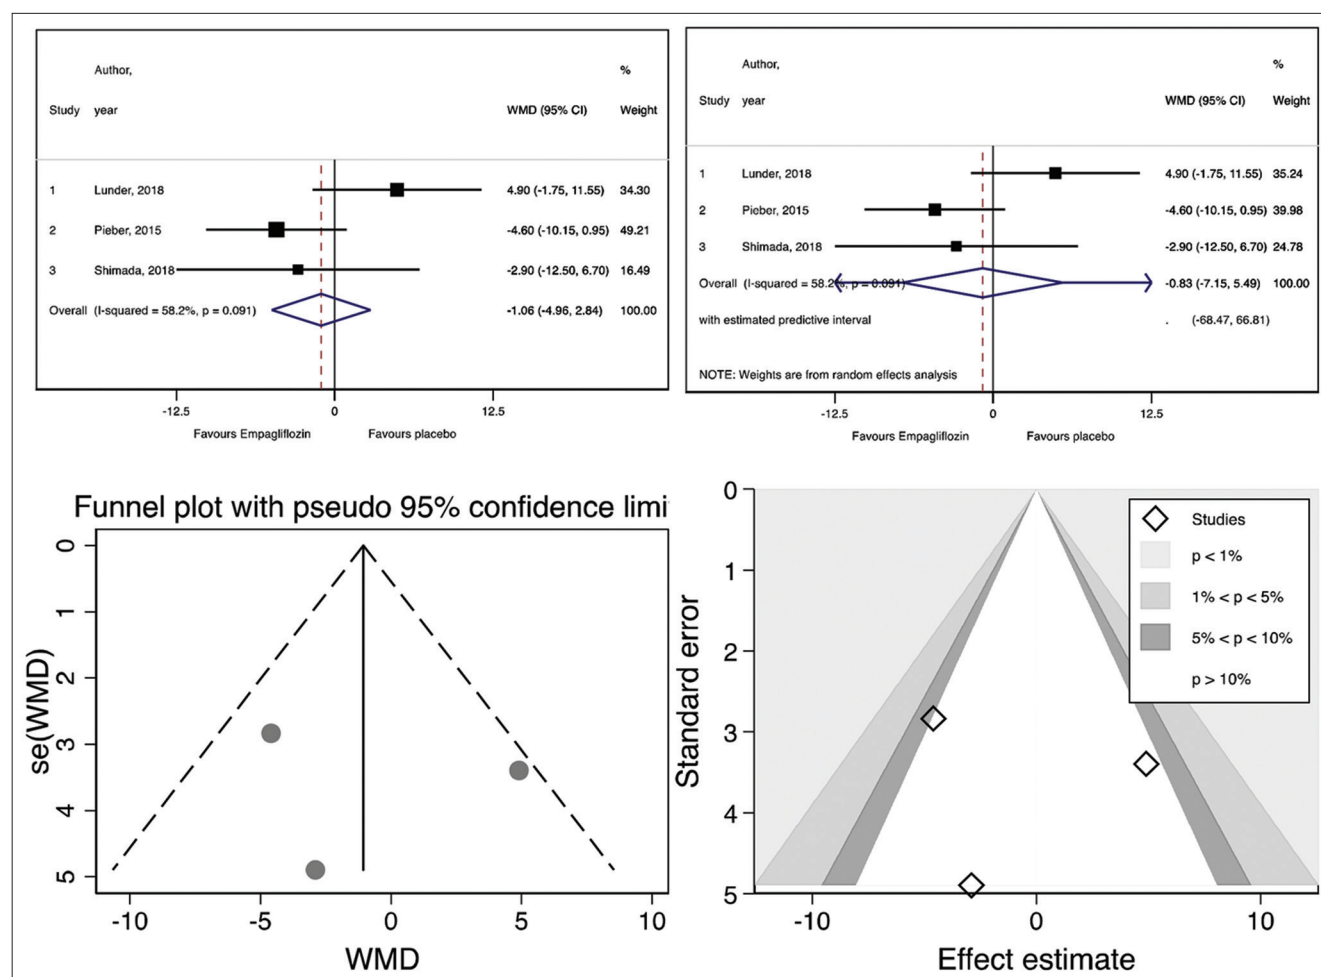 Author,
%
Study year
WMD (95% CI)
Weight
1 Lunder, 2018 4.90 (-1.75, 11.55) 34.30
2 Pieber, 2015 -4.60 (-10.15, 0.95) 49.21
3 Shimada, 2018 -2.90 (-12.50, 6.70) 16.49
Overall (I-squared = 58.2%, p = 0.091) -1.06 (-4.96, 2.84) 100.00
-12.5 0 12.5
Favours Empagliflozin Favours placebo
Author,
%
Study year
WMD (95% CI)
Weight
1 Lunder, 2018 4.90 (-1.75, 11.55) 35.24
2 Pieber, 2015 -4.60 (-10.15, 0.95) 39.98
3 Shimada, 2018 -2.90 (-12.50, 6.70) 24.78
Overall (I-squared = 58.2%, p = 0.091) -0.83 (-7.15, 5.49) 100.00
with estimated predictive interval . (-68.47, 66.81)
NOTE: Weights are from random effects analysis
-12.5 0 12.5
Favours Empagliflozin Favours placebo
Funnel plot with pseudo 95% confidence limi
0
1
2
3
4
5
se(WMD)
-10 -5 0 5 10
WMD
0
1
2
3
4
5
Standard error
Studies
p < 1%
1% < p < 5%
5% < p < 10%
p > 10%
-10 0 10
Effect estimate